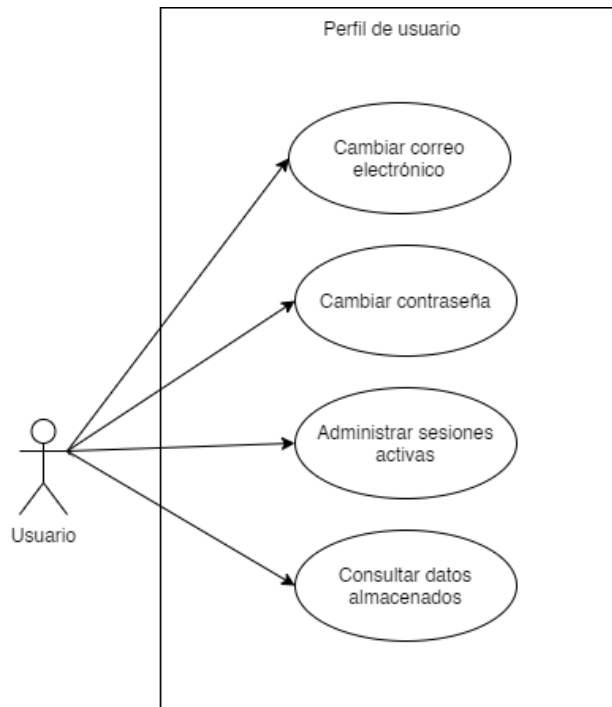 Perfil de usuario
Cambiar correo
electrónico
Cambiar contraseña
Administrar sesiones
activas
Usuario
Consultar datos
almacenados